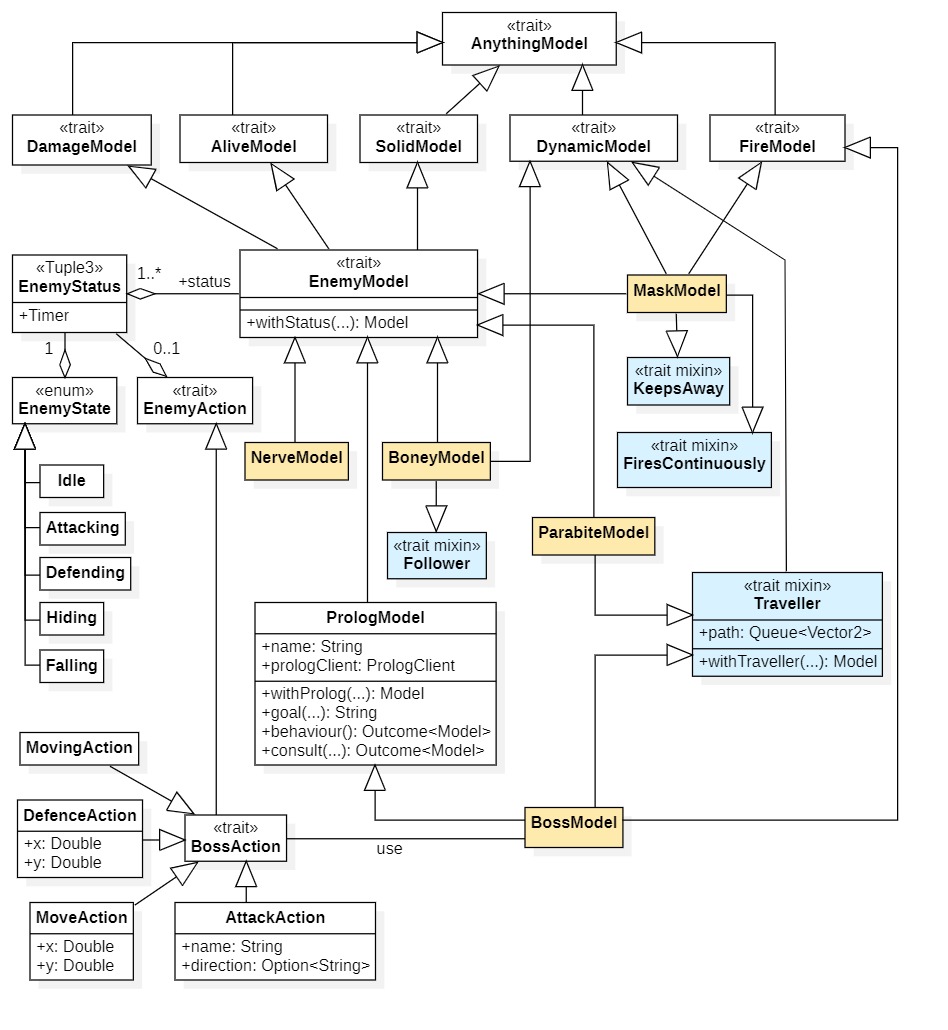 «trait»
AnythingModel
«trait»
DamageModel
«trait»
AliveModel
«trait»
SolidModel
«trait»
DynamicModel
«trait»
FireModel
«Tuple3»
EnemyStatus
+Timer
1..*
+status
«trait»
EnemyModel
+withStatus(...): Model
MaskModel
1
0..1
«enum»
EnemyState
«trait»
EnemyAction
«trait mixin»
KeepsAway
«trait mixin»
FiresContinuously
NerveModel
BoneyModel
Idle
Attacking
Defending
Hiding
Falling
«trait mixin»
Follower
ParabiteModel
«trait mixin»
Traveller
+path: Queue<Vector2>
+withTraveller(...): Model
PrologModel
+name: String
+prologClient: PrologClient
+withProlog(...): Model
+goal(...): String
+behaviour(): Outcome<Model>
+consult(...): Outcome<Model>
MovingAction
DefenceAction
+x: Double
+y: Double
«trait»
BossAction
use
BossModel
MoveAction
+x: Double
+y: Double
AttackAction
+name: String
+direction: Option<String>